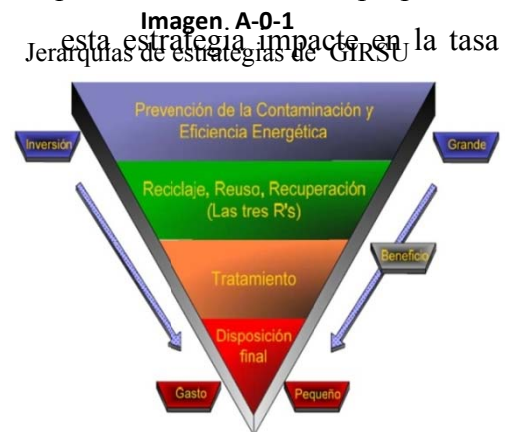 Imagen. A-0-1
esta estrategia impacte en la tasa
Jerarquías de estrategias de GIRSU
Prevención de la Contaminación y
Eficiencia Energética
Inversión
Grande
Reciclaje, Reuso, Recuperación
(Las tres R's)
Beneficio
Tratamiento
Disposición
final
Gasto
Pequeño